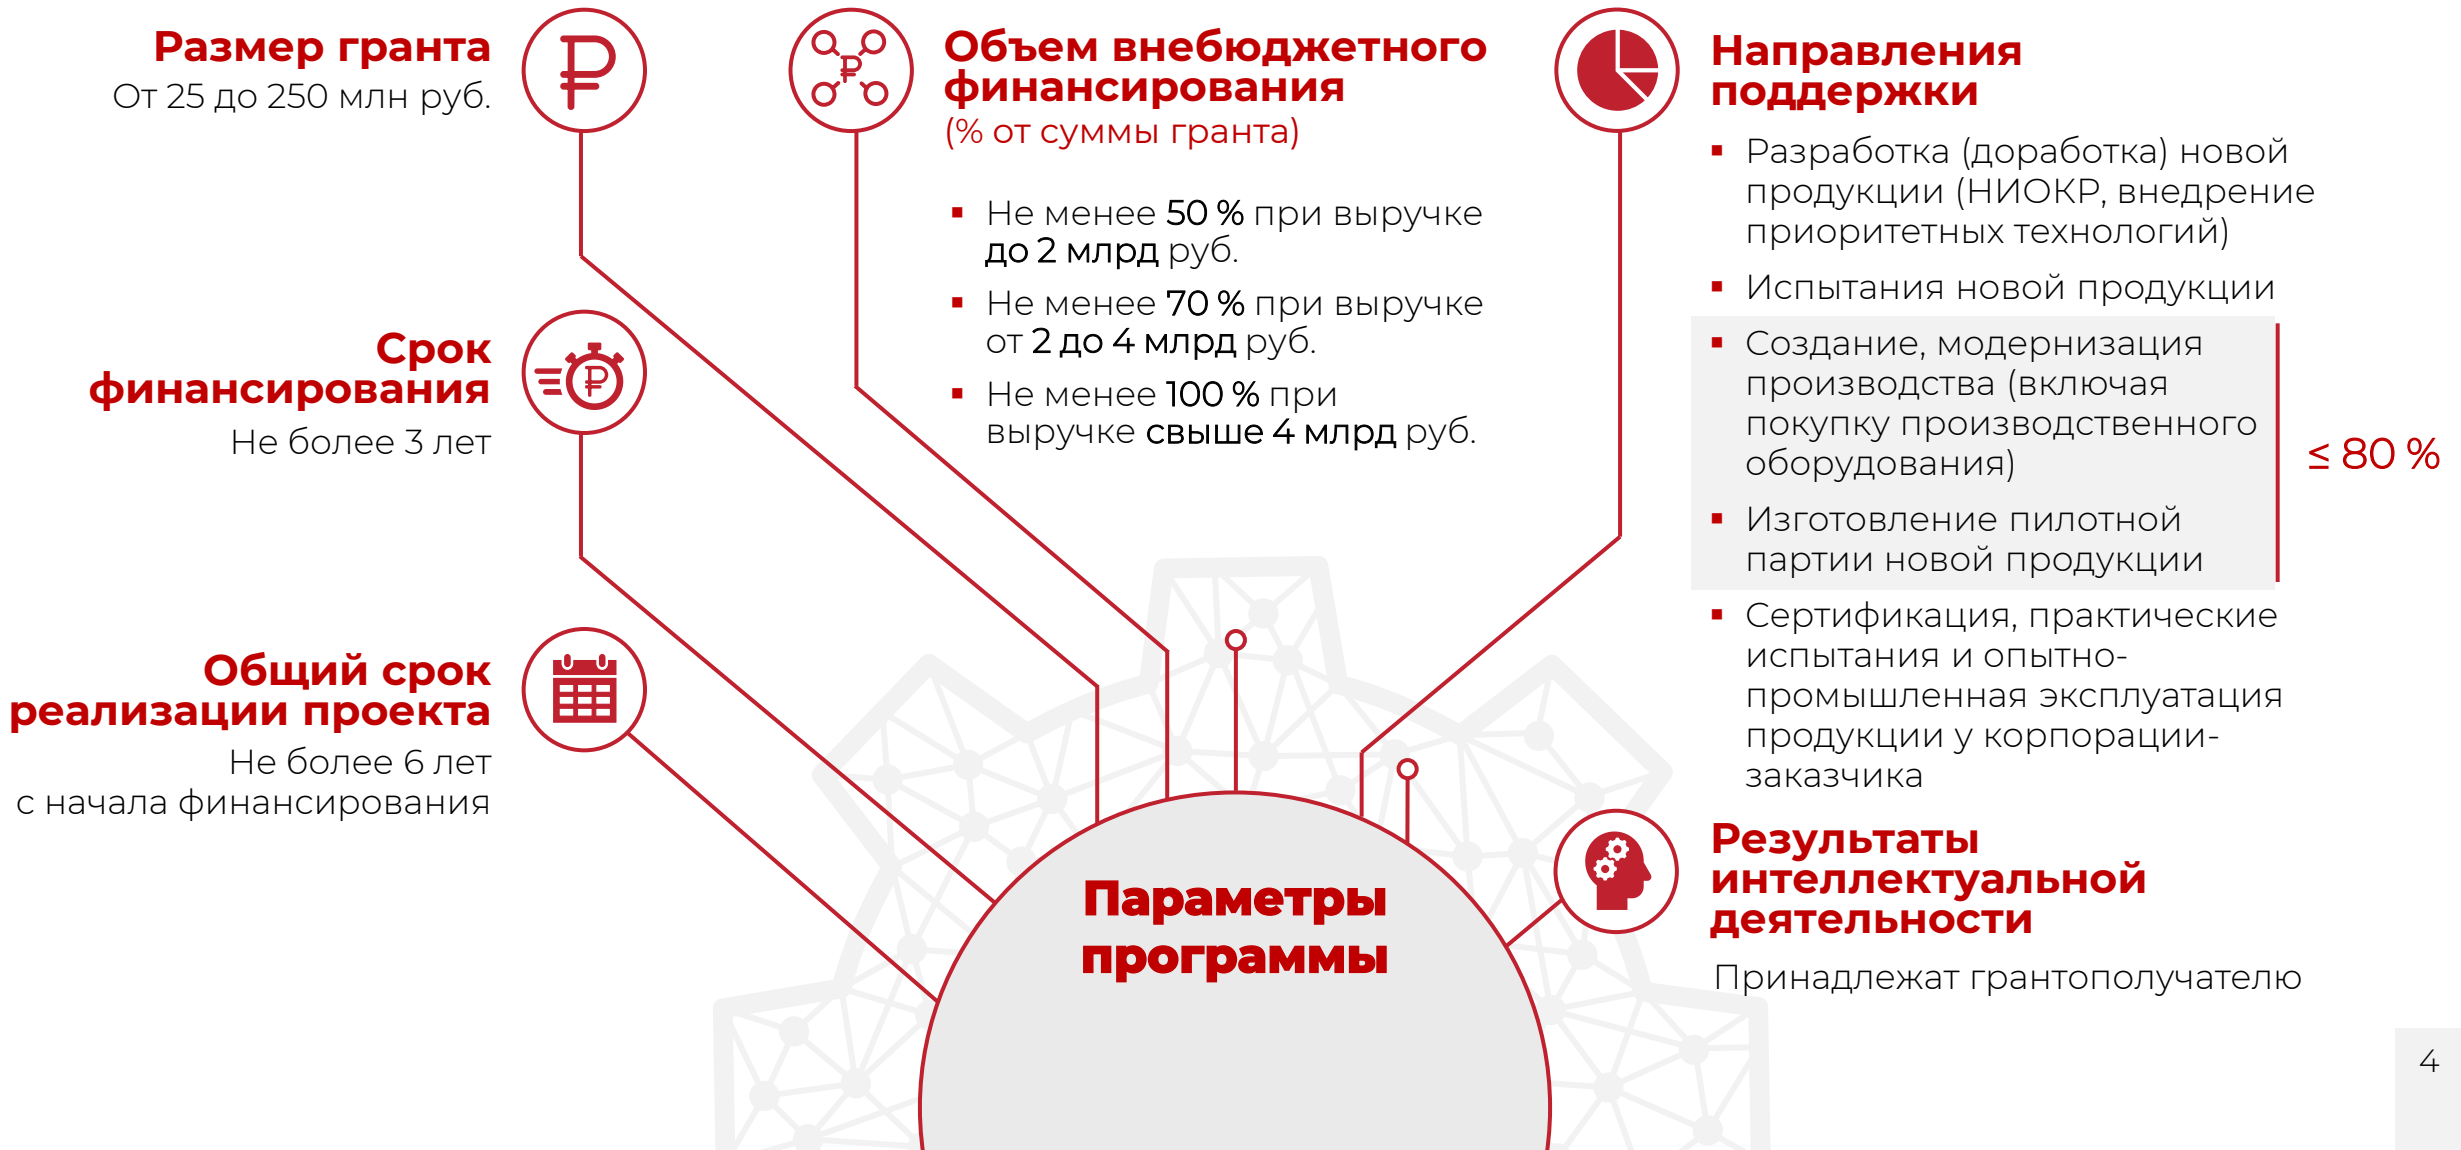 Размер гранта
От 25 до 250 млн руб.
Срок
финансирования
Не более 3 лет
Общий срок
реализации проекта
Не более 6 лет
с начала финансирования
Объем внебюджетного
финансирования
(% от суммы гранта)
▪ Не менее 50 % при выручке
до 2 млрд руб.
▪ Не менее 70 % при выручке
от 2 до 4 млрд руб.
▪ Не менее 100 % при
выручке свыше 4 млрд руб.
Направления
поддержки
▪ Разработка (доработка) новой
продукции (НИОКР, внедрение
приоритетных технологий)
▪ Испытания новой продукции
▪ Создание, модернизация
производства (включая
покупку производственного
оборудования)
▪ Изготовление пилотной
партии новой продукции
≤ 80 %
▪ Сертификация, практические
испытания и опытно-
промышленная эксплуатация
продукции у корпорации-
заказчика
Результаты
интеллектуальной
деятельности
Принадлежат грантополучателю
Параметры
программы
4